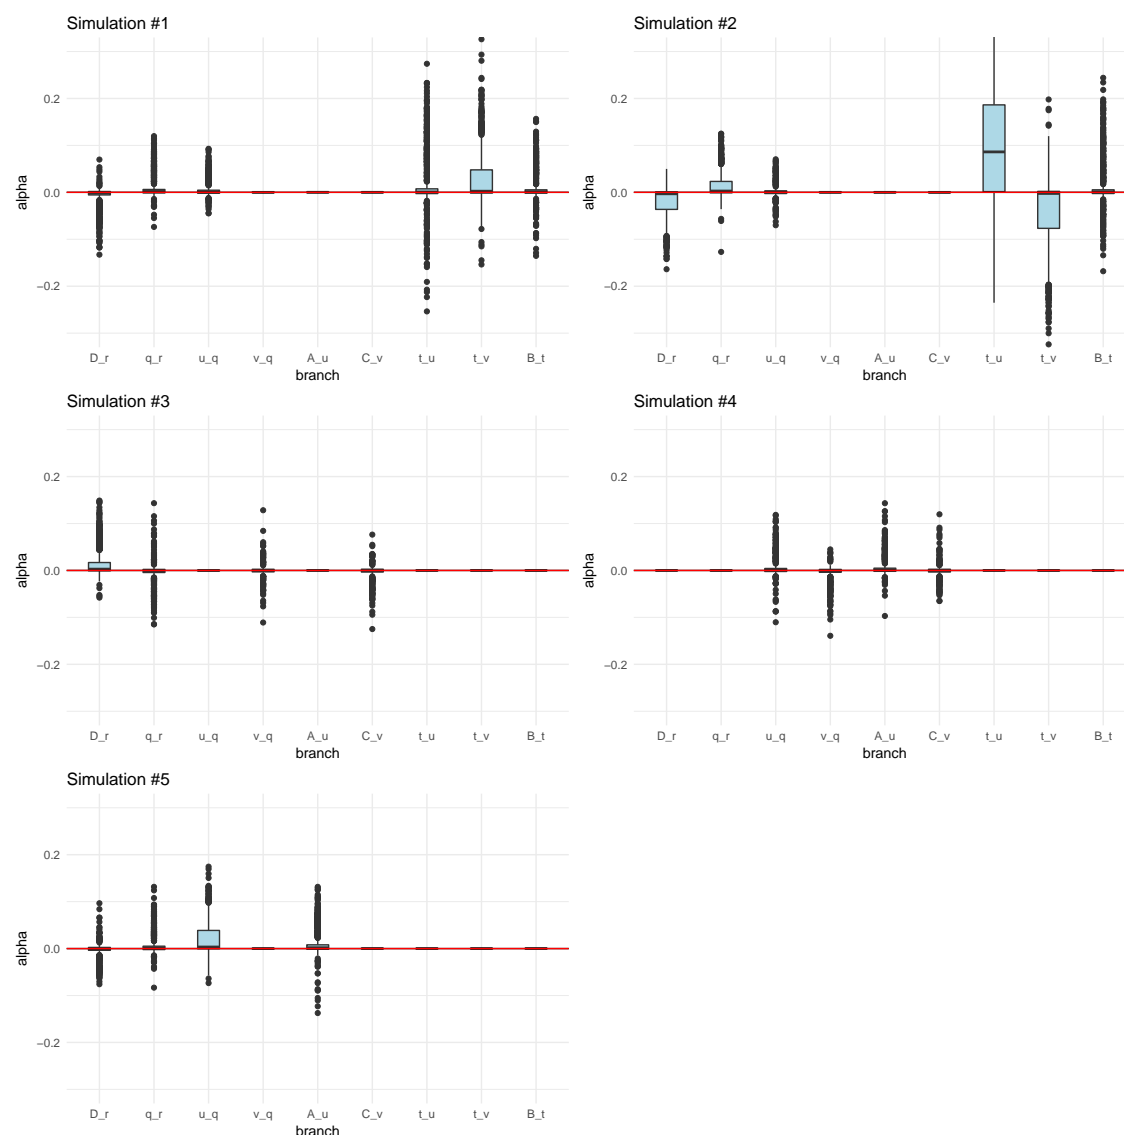 Simulation #1
0.2
0.0
−0.2
alpha
D_r q_r u_q v_q A_u C_v t_u t_v B_t
branch
Simulation #2
0.2
0.0
−0.2
alpha
D_r q_r u_q v_q A_u C_v t_u t_v B_t
branch
Simulation #3
0.2
0.0
−0.2
alpha
D_r q_r u_q v_q A_u C_v t_u t_v B_t
branch
Simulation #4
0.2
0.0
−0.2
alpha
D_r q_r u_q v_q A_u C_v t_u t_v B_t
branch
Simulation #5
0.2
0.0
−0.2
alpha
D_r q_r u_q v_q A_u C_v t_u t_v B_t
branch